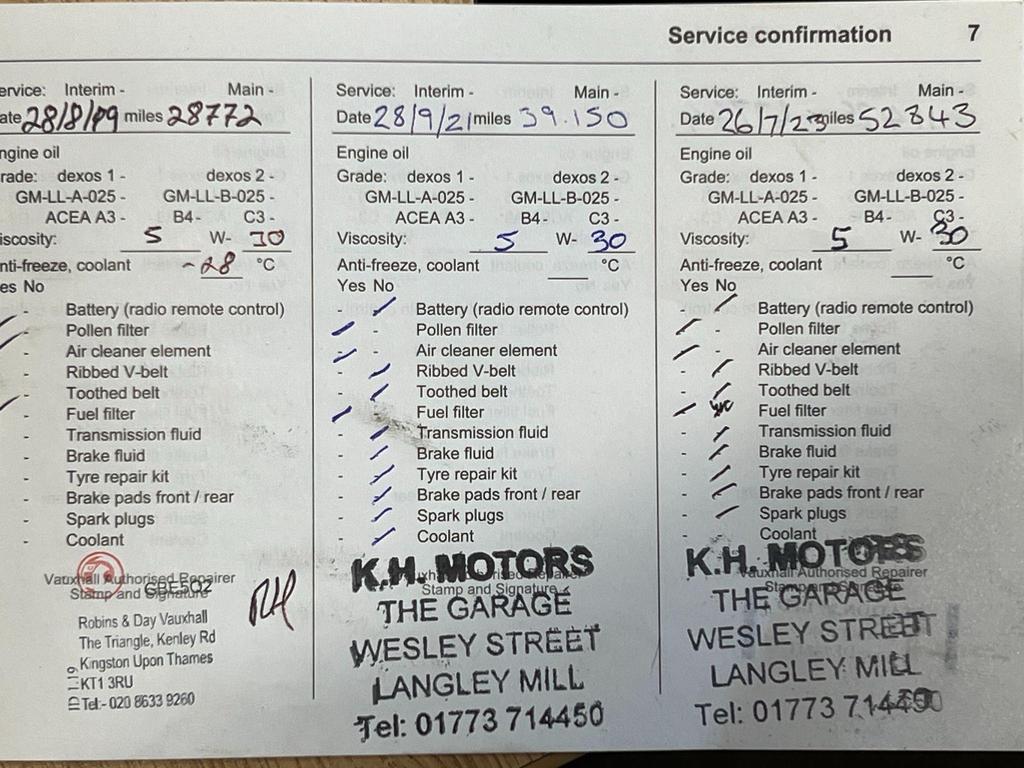 Service confirmation 7
ervice: Interim - Main -
ate 28/8/19 miles 28772
ngine oil
rade: dexos 1 - dexos 2 -
GM-LL-A-025 - GM-LL-B-025 -
ACEA A3 - B4- C3 -
iscosity: 5 W- 30
nti-freeze, coolant -28 °C
es No
- Battery (radio remote control)
- Pollen filter
- Air cleaner element
- Ribbed V-belt
- Toothed belt
- Fuel filter
- Transmission fluid
- Brake fluid
- Tyre repair kit
- Brake pads front / rear
- Spark plugs
- Coolant
Vauxhall Authorised Repairer
Stamp and Signature
RH
Robins & Day Vauxhall
The Triangle, Kenley Rd
Kingston Upon Thames
KT1 3RU
Tel:- 020 8633 9260
Service: Interim - Main -
Date 28/9/21 miles 39.150
Engine oil
Grade: dexos 1 - dexos 2 -
GM-LL-A-025 - GM-LL-B-025 -
ACEA A3 - B4- C3 -
Viscosity: 5 W- 30
Anti-freeze, coolant °C
Yes No
- Battery (radio remote control)
- Pollen filter
- Air cleaner element
- Ribbed V-belt
- Toothed belt
- Fuel filter
- Transmission fluid
- Brake fluid
- Tyre repair kit
- Brake pads front / rear
- Spark plugs
- Coolant
K.H. MOTORS
Stamp and Signature
THE GARAGE
WESLEY STREET
LANGLEY MILL
Tel: 01773 714450
Service: Interim - Main -
Date 26/7/23 miles 52843
Engine oil
Grade: dexos 1 - dexos 2 -
GM-LL-A-025 - GM-LL-B-025 -
ACEA A3 - B4- C3 -
Viscosity: 5 W- 30
Anti-freeze, coolant °C
Yes No
- Battery (radio remote control)
- Pollen filter
- Air cleaner element
- Ribbed V-belt
- Toothed belt
- Fuel filter
- Transmission fluid
- Brake fluid
- Tyre repair kit
- Brake pads front / rear
- Spark plugs
- Coolant
K.H. MOTORS
Vauxhall Authorised Repairer
THE GARAGE
WESLEY STREET
LANGLEY MILL
Tel: 01773 714450